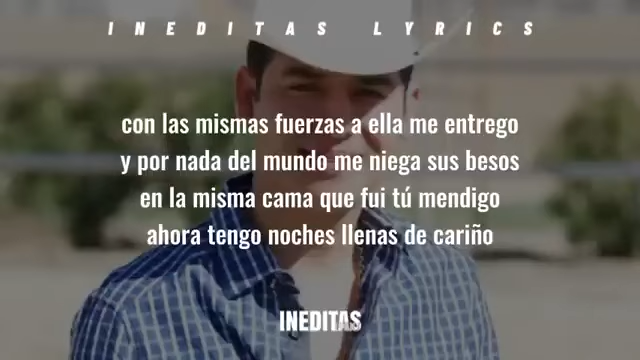 INEDITAS LYRICS
con las mismas fuerzas a ella me entrego
y por nada del mundo me niega sus besos
en la misma cama que fui tú mendigo
ahora tengo noches llenas de cariño
INEDITAS